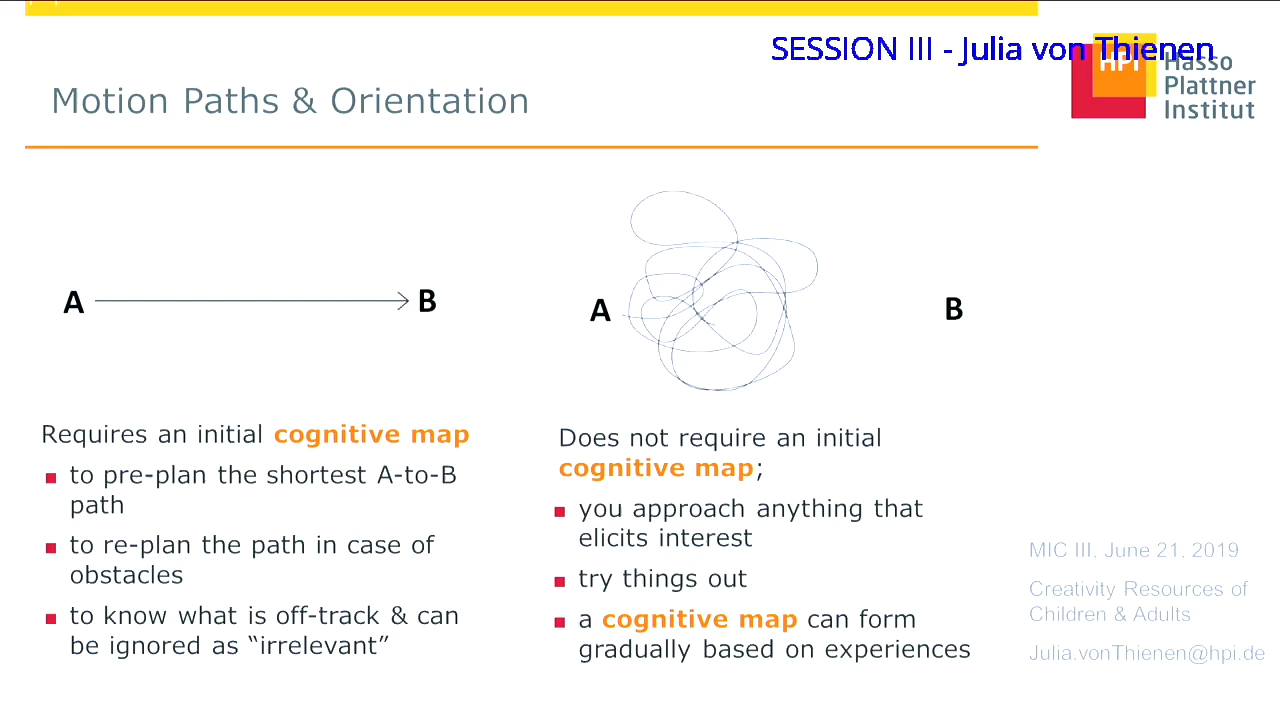 SESSION III - Julia von Thienen
HPI Hasso
Plattner
Institut
Motion Paths & Orientation
A B
A B
Requires an initial cognitive map
to pre-plan the shortest A-to-B
path
to re-plan the path in case of
obstacles
to know what is off-track & can
be ignored as “irrelevant”
Does not require an initial
cognitive map;
you approach anything that
elicits interest
try things out
a cognitive map can form
gradually based on experiences
MIC III, June 21, 2019
Creativity Resources of
Children & Adults
Julia.vonThienen@hpi.de